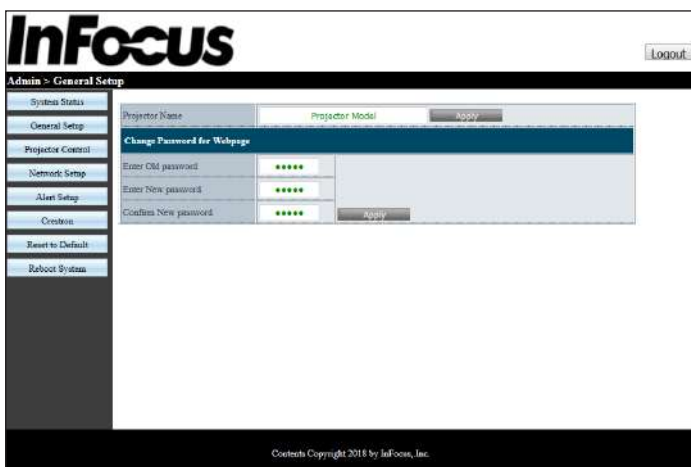 InFocus
Logout
Admin > General Setup
System Status
General Setup
Projector Control
Network Setup
Alert Setup
Crestron
Reset to Default
Reboot System
Projector Name
Projector Model
Apply
Change Password for Webpage
Enter Old password
●●●●●
Enter New password
●●●●●
Confirm New password
●●●●●
Apply
Contents Copyright 2018 by InFocus, Inc.